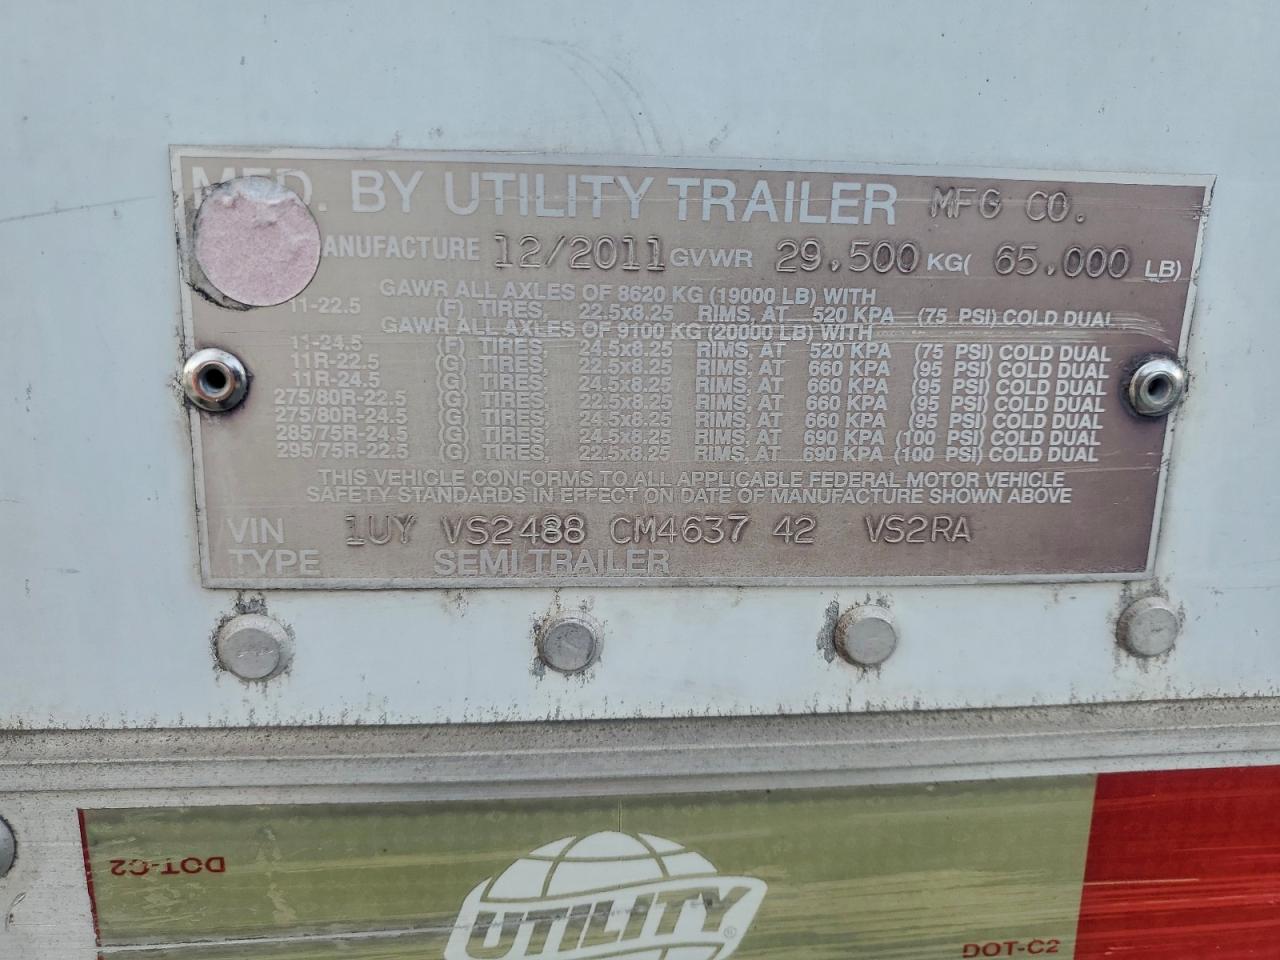 MFD. BY UTILITY TRAILER MFG CO.
ANUFACTURE 12/2011 GVWR 29,500 KG( 65,000 LB)
GAWR ALL AXLES OF 8620 KG (19000 LB) WITH
11-22.5 (F) TIRES, 22.5x8.25 RIMS, AT 520 KPA (75 PSI) COLD DUAL
GAWR ALL AXLES OF 9100 KG (20000 LB) WITH
11-24.5 (F) TIRES, 24.5x8.25 RIMS, AT 520 KPA (75 PSI) COLD DUAL
11R-22.5 (G) TIRES, 22.5x8.25 RIMS, AT 660 KPA (95 PSI) COLD DUAL
11R-24.5 (G) TIRES, 24.5x8.25 RIMS, AT 660 KPA (95 PSI) COLD DUAL
275/80R-22.5 (G) TIRES, 22.5x8.25 RIMS, AT 660 KPA (95 PSI) COLD DUAL
275/80R-24.5 (G) TIRES, 24.5x8.25 RIMS, AT 660 KPA (95 PSI) COLD DUAL
285/75R-24.5 (G) TIRES, 24.5x8.25 RIMS, AT 690 KPA (100 PSI) COLD DUAL
295/75R-22.5 (G) TIRES, 22.5x8.25 RIMS, AT 690 KPA (100 PSI) COLD DUAL
THIS VEHICLE CONFORMS TO ALL APPLICABLE FEDERAL MOTOR VEHICLE
SAFETY STANDARDS IN EFFECT ON DATE OF MANUFACTURE SHOWN ABOVE
VIN 1UY VS2488 CM4637 42 VS2RA
TYPE SEMI TRAILER
DOT-C2
UTILITY®
DOT-C2